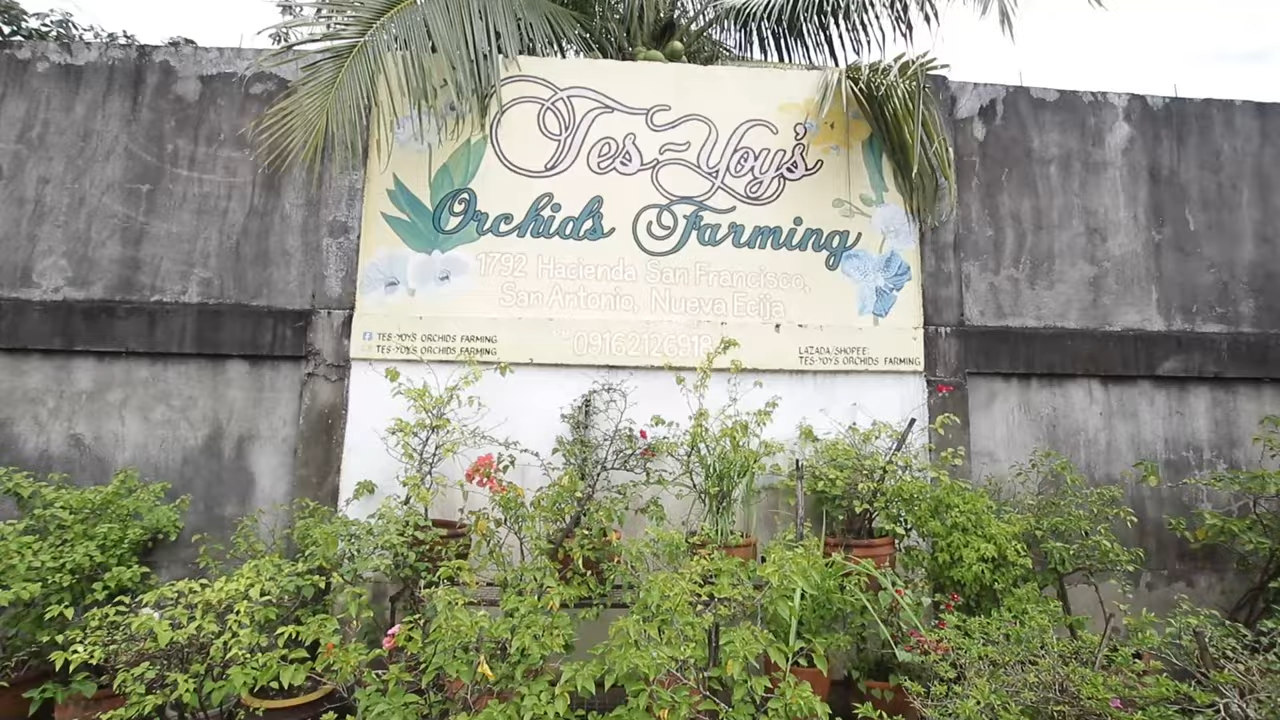 Tes~Yoy's
Orchids Farming
1792 Hacienda San Francisco,
San Antonio, Nueva Ecija
09162126918
TES-YOY'S ORCHIDS FARMING
TES-YOY'S ORCHIDS FARMING
LAZADA/SHOPEE:
TES-YOY'S ORCHIDS FARMING